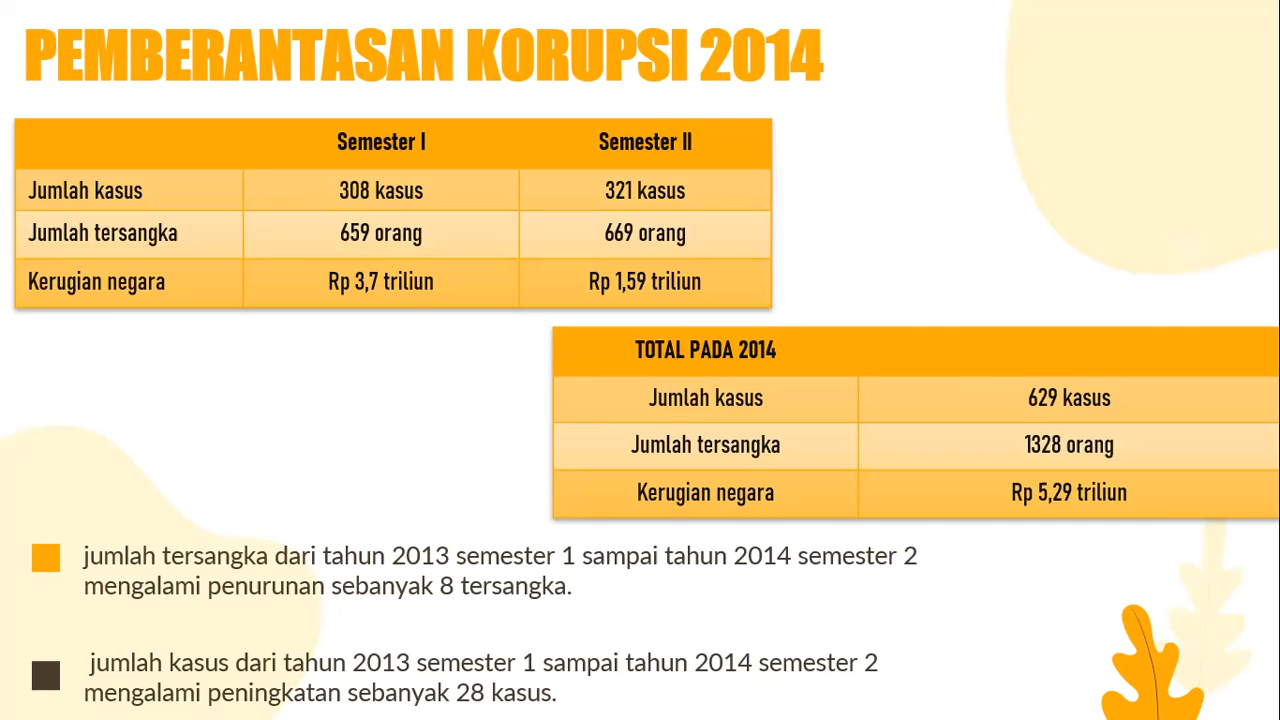 PEMBERANTASAN KORUPSI 2014
Semester I Semester II
Jumlah kasus 308 kasus 321 kasus
Jumlah tersangka 659 orang 669 orang
Kerugian negara Rp 3,7 triliun Rp 1,59 triliun
TOTAL PADA 2014
Jumlah kasus 629 kasus
Jumlah tersangka 1328 orang
Kerugian negara Rp 5,29 triliun
jumlah tersangka dari tahun 2013 semester 1 sampai tahun 2014 semester 2
mengalami penurunan sebanyak 8 tersangka.
jumlah kasus dari tahun 2013 semester 1 sampai tahun 2014 semester 2
mengalami peningkatan sebanyak 28 kasus.